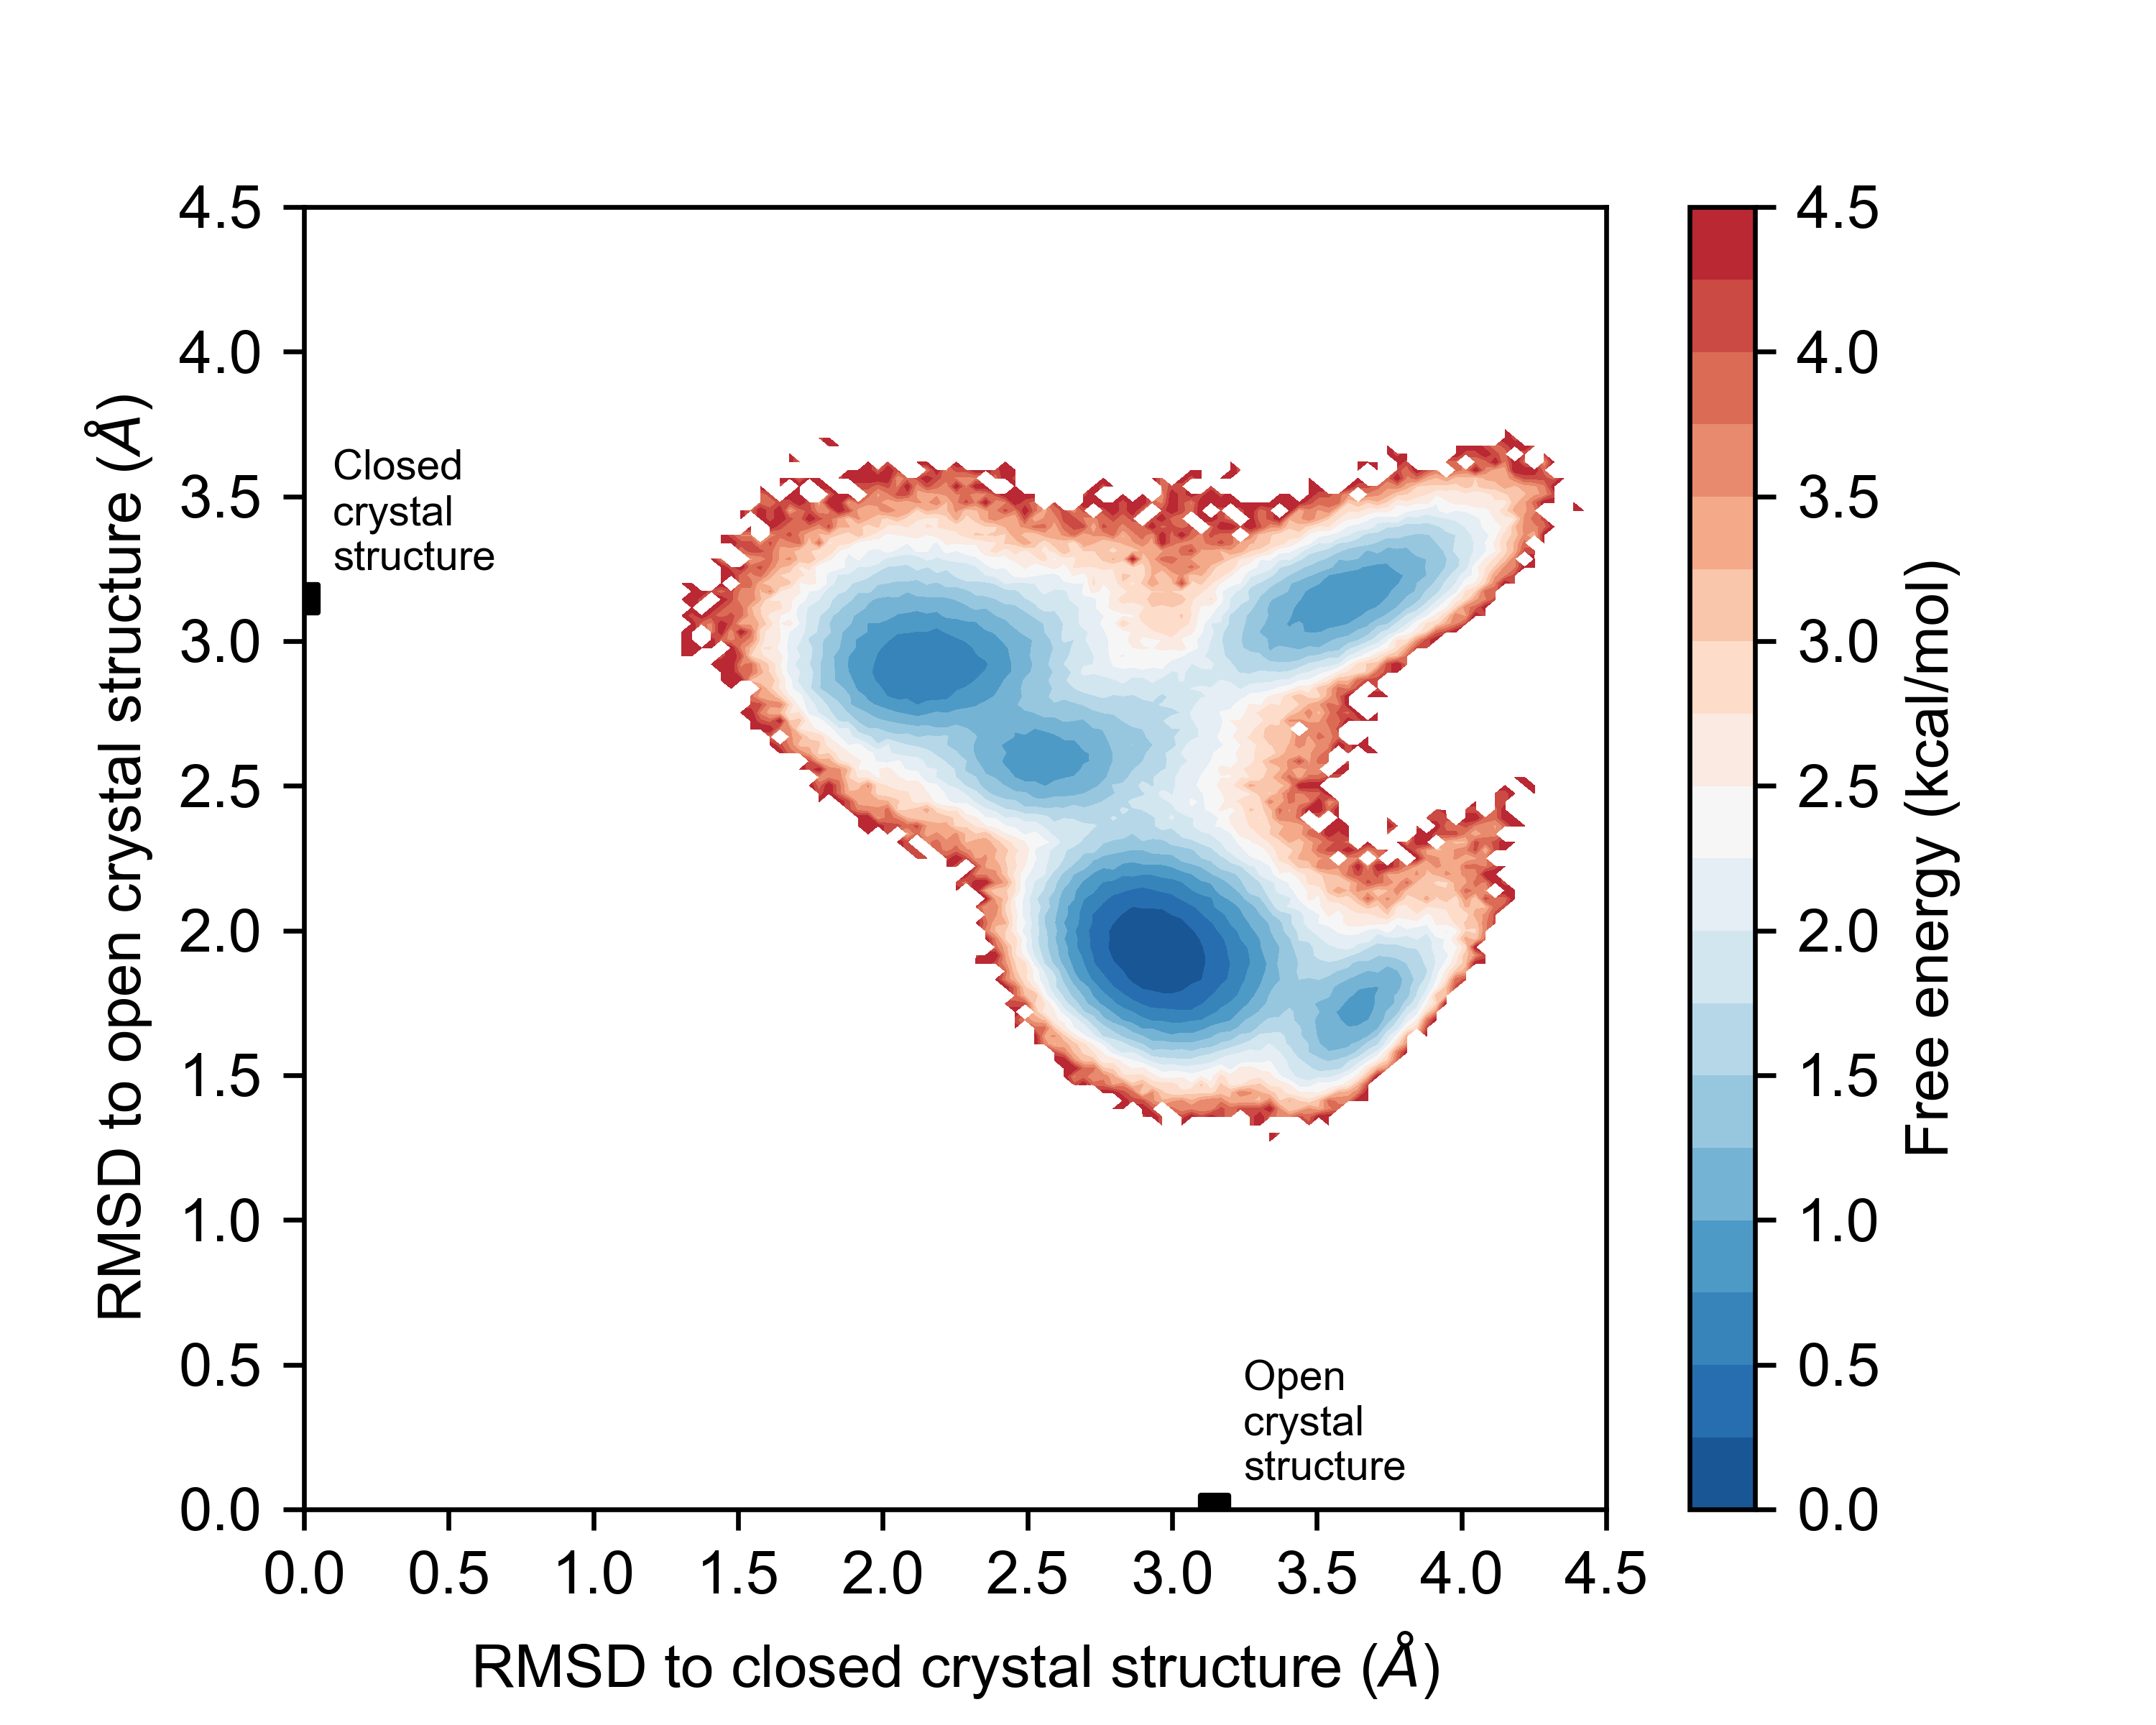 4.5
4.0
3.5
3.0
2.5
2.0
1.5
1.0
0.5
0.0
RMSD to open crystal structure (Å)
Closed
crystal
structure
Open
crystal
structure
0.0 0.5 1.0 1.5 2.0 2.5 3.0 3.5 4.0 4.5
RMSD to closed crystal structure (Å)
4.5
4.0
3.5
3.0
2.5
2.0
1.5
1.0
0.5
0.0
Free energy (kcal/mol)